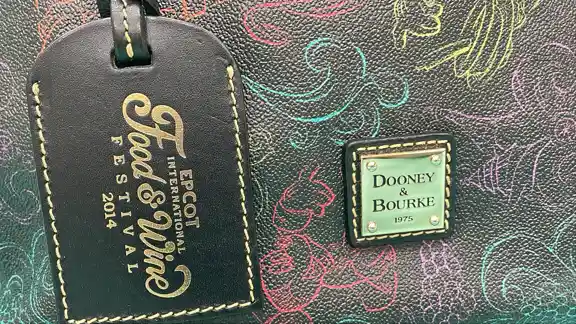 EPCOT
INTERNATIONAL
Food & Wine
FESTIVAL
2014
DOONEY
&
BOURKE
1975